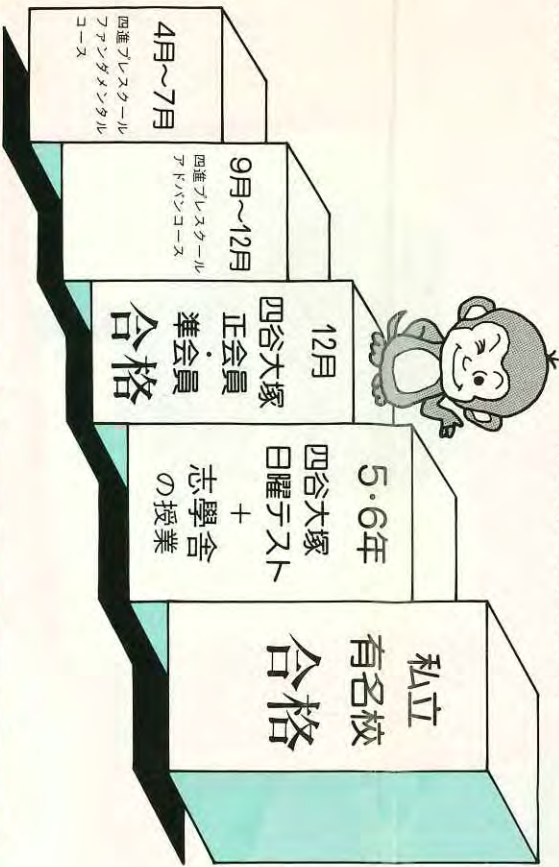 4月〜7月
四進プレスクール
ファンダメンタル
コース
9月〜12月
四進プレスクール
アドバンコース
12月
四谷大塚
正会員
・
準会員
合格
5・6年
四谷大塚
日曜テスト
+
志學舎
の授業
私立
有名校
合格